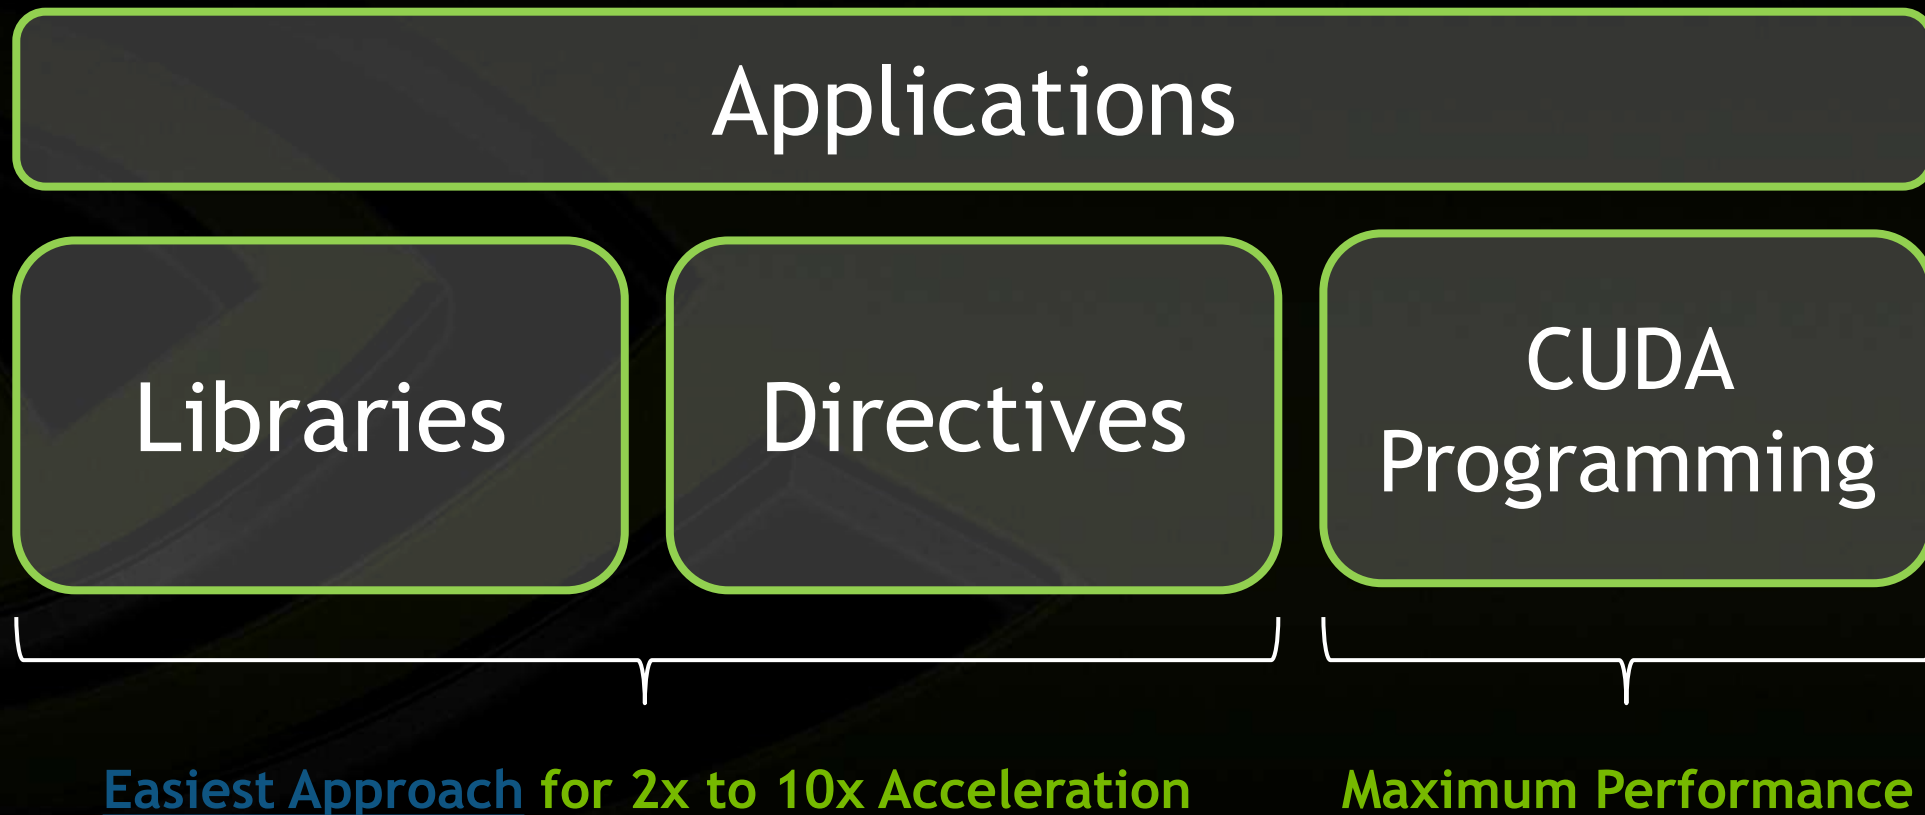 Applications
Libraries
Directives
CUDA
Programming
Easiest Approach for 2x to 10x Acceleration
Maximum Performance